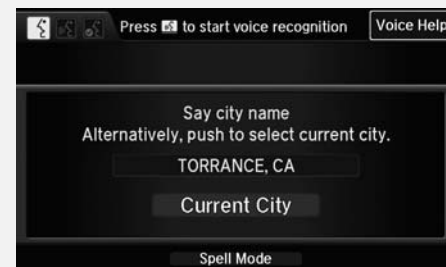 Press to start voice recognition
Voice Help
Say city name
Alternatively, push to select current city.
TORRANCE, CA
Current City
Spell Mode